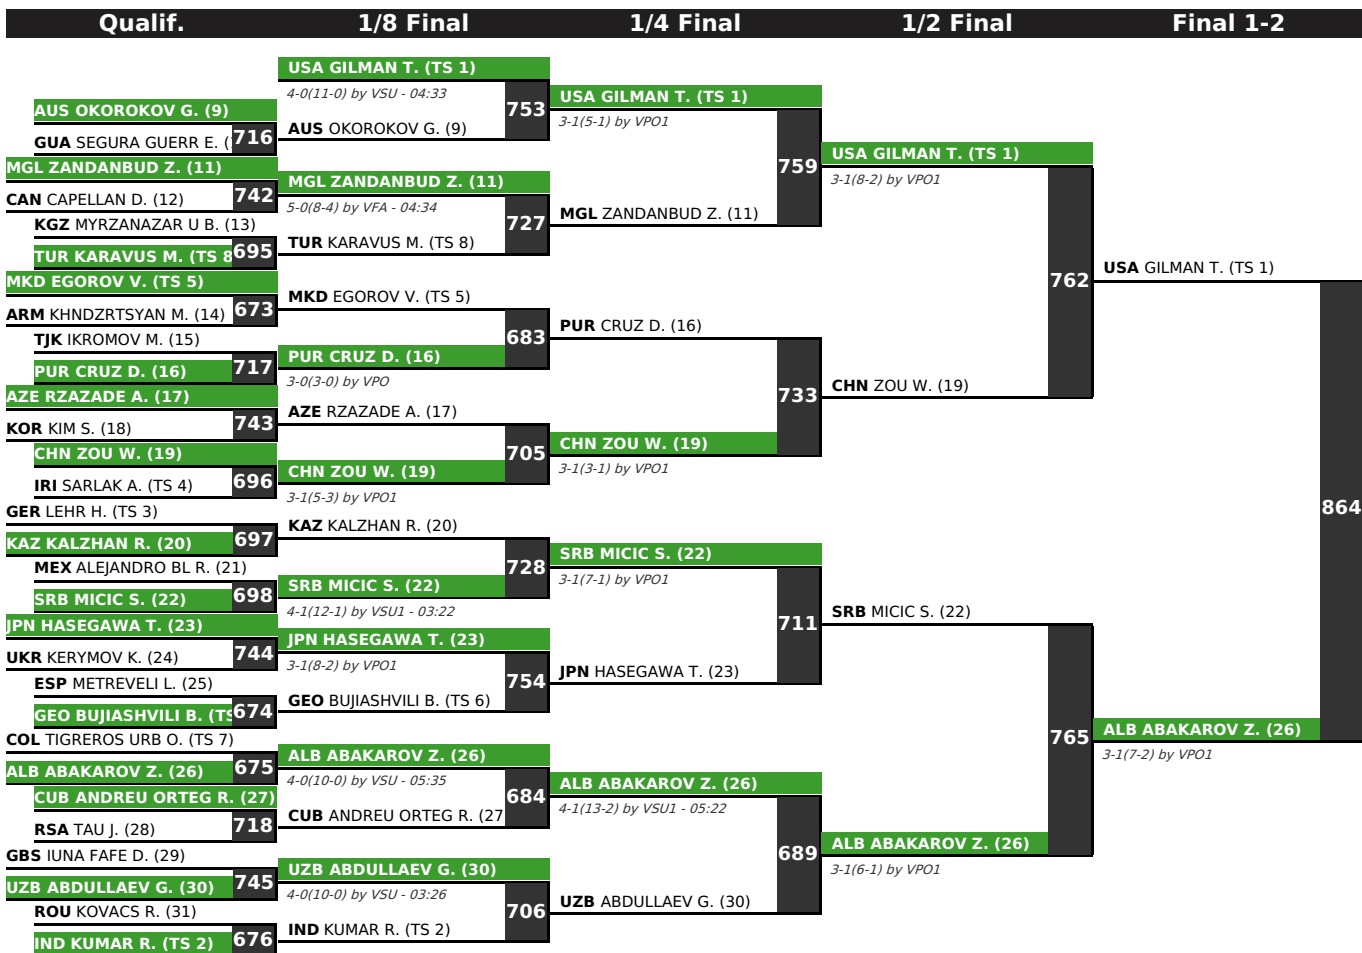 Qualif.
1/8 Final
1/4 Final
1/2 Final
Final 1-2
AUS OKOROKOV G. (9)
GUA SEGURA GUERR E. (
716
MGL ZANDANBUD Z. (11)
CAN CAPELLAN D. (12)
742
KGZ MYRZANAZAR U B. (13)
TUR KARAVUS M. (TS 8
695
MKD EGOROV V. (TS 5)
ARM KHNDZRTSYAN M. (14)
673
TJK IKROMOV M. (15)
PUR CRUZ D. (16)
717
AZE RZAZADE A. (17)
KOR KIM S. (18)
743
CHN ZOU W. (19)
IRI SARLAK A. (TS 4)
696
GER LEHR H. (TS 3)
KAZ KALZHAN R. (20)
697
MEX ALEJANDRO BL R. (21)
SRB MICIC S. (22)
698
JPN HASEGAWA T. (23)
UKR KERYMOV K. (24)
744
ESP METREVELI L. (25)
GEO BUJIASHVILI B. (TS
674
COL TIGREROS URB O. (TS 7)
ALB ABAKAROV Z. (26)
675
CUB ANDREU ORTEG R. (27)
RSA TAU J. (28)
718
GBS IUNA FAFE D. (29)
UZB ABDULLAEV G. (30)
745
ROU KOVACS R. (31)
IND KUMAR R. (TS 2)
676
USA GILMAN T. (TS 1)
4-0(11-0) by VSU - 04:33
AUS OKOROKOV G. (9)
753
MGL ZANDANBUD Z. (11)
5-0(8-4) by VFA - 04:34
TUR KARAVUS M. (TS 8)
727
MKD EGOROV V. (TS 5)
PUR CRUZ D. (16)
3-0(3-0) by VPO
683
AZE RZAZADE A. (17)
CHN ZOU W. (19)
3-1(5-3) by VPO1
705
KAZ KALZHAN R. (20)
SRB MICIC S. (22)
4-1(12-1) by VSU1 - 03:22
728
JPN HASEGAWA T. (23)
3-1(8-2) by VPO1
GEO BUJIASHVILI B. (TS 6)
754
ALB ABAKAROV Z. (26)
4-0(10-0) by VSU - 05:35
CUB ANDREU ORTEG R. (27
684
UZB ABDULLAEV G. (30)
4-0(10-0) by VSU - 03:26
IND KUMAR R. (TS 2)
706
USA GILMAN T. (TS 1)
3-1(5-1) by VPO1
MGL ZANDANBUD Z. (11)
759
PUR CRUZ D. (16)
CHN ZOU W. (19)
3-1(3-1) by VPO1
733
SRB MICIC S. (22)
3-1(7-1) by VPO1
JPN HASEGAWA T. (23)
711
ALB ABAKAROV Z. (26)
4-1(13-2) by VSU1 - 05:22
UZB ABDULLAEV G. (30)
689
USA GILMAN T. (TS 1)
3-1(8-2) by VPO1
CHN ZOU W. (19)
762
SRB MICIC S. (22)
ALB ABAKAROV Z. (26)
3-1(6-1) by VPO1
765
USA GILMAN T. (TS 1)
ALB ABAKAROV Z. (26)
3-1(7-2) by VPO1
864